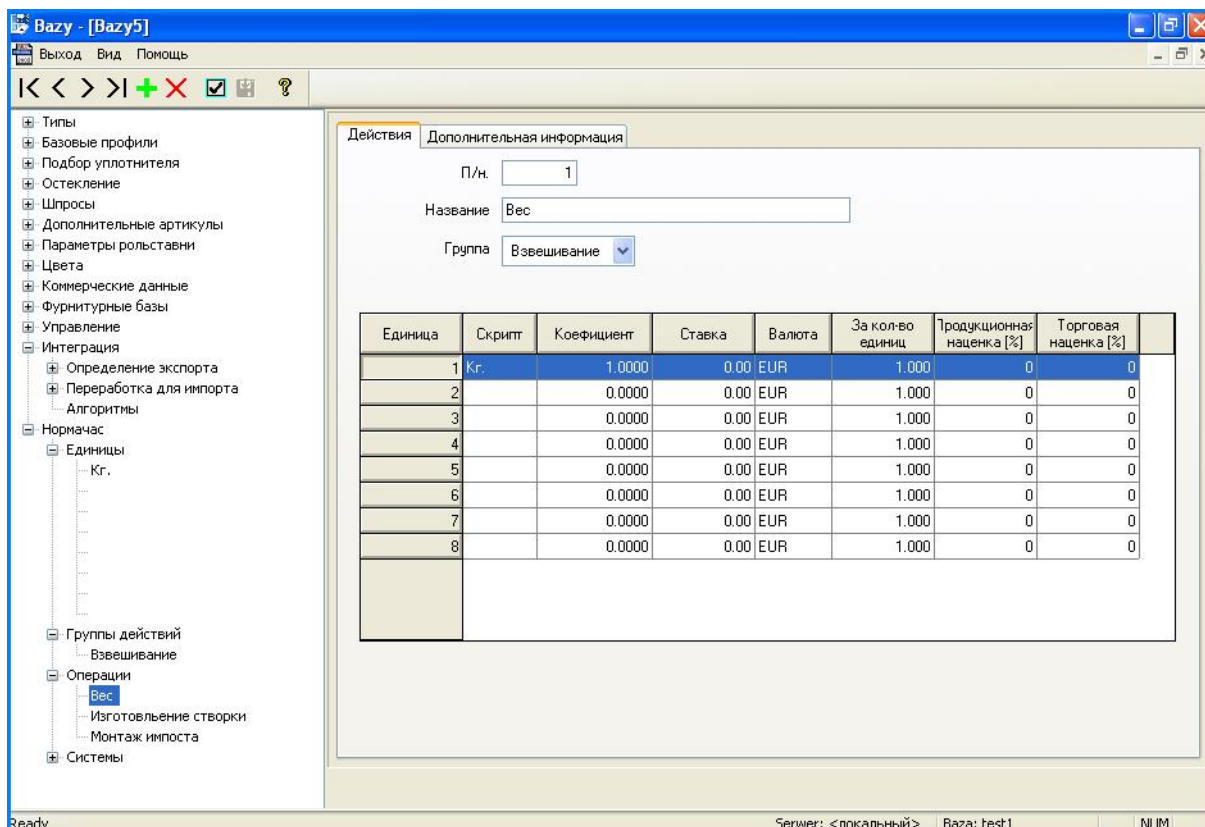 Bazy - [Bazy5]
Выход Вид Помощь
Типы
Базовые профили
Подбор уплотнителя
Остекление
Шпросы
Дополнительные артикулы
Параметры рольставни
Цвета
Коммерческие данные
Фурнитурные базы
Управление
Интеграция
Определение экспорта
Переработка для импорта
Алгоритмы
Нормачас
Единицы
Кг.
Группы действий
Взвешивание
Операции
Вес
Изготовльение створки
Монтаж импоста
Системы
Действия Дополнительная информация
П/н. 1
Название Вес
Группа Взвешивание
Единица Скрипт Коефициент Ставка Валюта За кол-во единиц Продукционная наценка [%] Торговая наценка [%]
1 Кг. 1.0000 0.00 EUR 1.000 0 0
2 0.0000 0.00 EUR 1.000 0 0
3 0.0000 0.00 EUR 1.000 0 0
4 0.0000 0.00 EUR 1.000 0 0
5 0.0000 0.00 EUR 1.000 0 0
6 0.0000 0.00 EUR 1.000 0 0
7 0.0000 0.00 EUR 1.000 0 0
8 0.0000 0.00 EUR 1.000 0 0
Ready Serwer: <локальный> Baza: test1 NUM